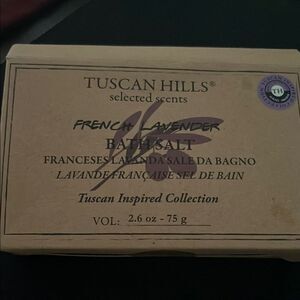 TUSCAN HILLS®
selected scents
FRENCH LAVENDER
BATH SALT
FRANCESES LAVANDA SALE DA BAGNO
LAVANDE FRANÇAISE SEL DE BAIN
Tuscan Inspired Collection
VOL: 2.6 oz - 75 g
TH